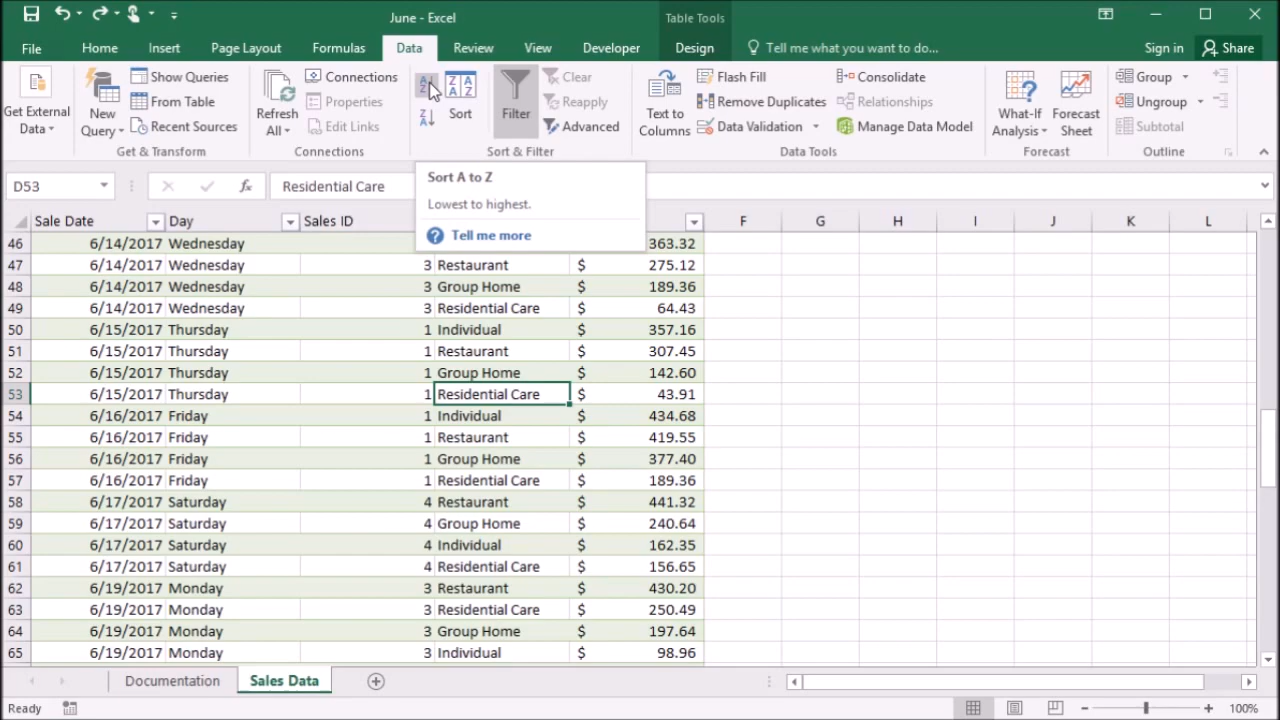 June - Excel
Table Tools
File Home Insert Page Layout Formulas Data Review View Developer Design Tell me what you want to do... Sign in Share
Get External Data
New Query
Show Queries
From Table
Recent Sources
Get & Transform
Refresh All
Connections
Properties
Edit Links
Connections
Sort
Filter
Clear
Reapply
Advanced
Sort & Filter
Text to Columns
Flash Fill
Remove Duplicates
Data Validation
Consolidate
Relationships
Manage Data Model
Data Tools
What-If Analysis
Forecast Sheet
Forecast
Group
Ungroup
Subtotal
Outline
D53 fx Residential Care
Sort A to Z
Lowest to highest.
Tell me more
Sale Date Day Sales ID F G H I J K L
46 6/14/2017 Wednesday 363.32
47 6/14/2017 Wednesday 3 Restaurant $ 275.12
48 6/14/2017 Wednesday 3 Group Home $ 189.36
49 6/14/2017 Wednesday 3 Residential Care $ 64.43
50 6/15/2017 Thursday 1 Individual $ 357.16
51 6/15/2017 Thursday 1 Restaurant $ 307.45
52 6/15/2017 Thursday 1 Group Home $ 142.60
53 6/15/2017 Thursday 1 Residential Care $ 43.91
54 6/16/2017 Friday 1 Individual $ 434.68
55 6/16/2017 Friday 1 Restaurant $ 419.55
56 6/16/2017 Friday 1 Group Home $ 377.40
57 6/16/2017 Friday 1 Residential Care $ 189.36
58 6/17/2017 Saturday 4 Restaurant $ 441.32
59 6/17/2017 Saturday 4 Group Home $ 240.64
60 6/17/2017 Saturday 4 Individual $ 162.35
61 6/17/2017 Saturday 4 Residential Care $ 156.65
62 6/19/2017 Monday 3 Restaurant $ 430.20
63 6/19/2017 Monday 3 Residential Care $ 250.49
64 6/19/2017 Monday 3 Group Home $ 197.64
65 6/19/2017 Monday 3 Individual $ 98.96
Documentation Sales Data
Ready 100%